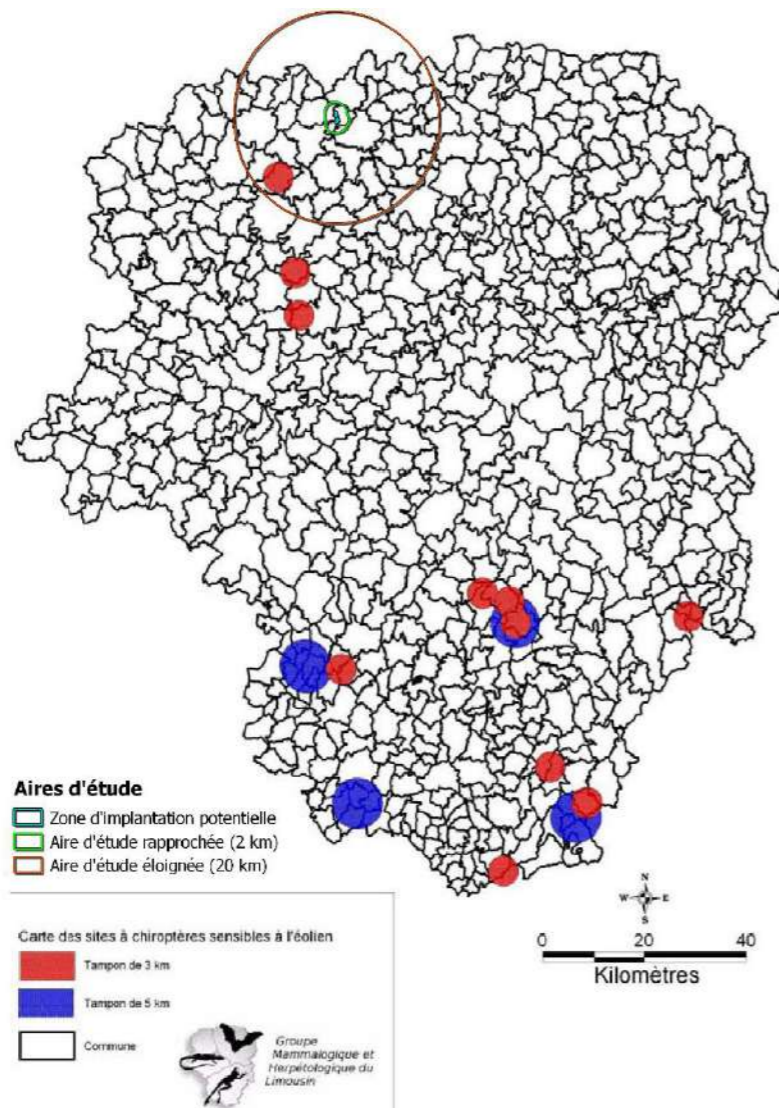 Aires d'étude
Zone d'implantation potentielle
Aire d'étude rapprochée (2 km)
Aire d'étude éloignée (20 km)
N
W E
S
0 20 40
Kilomètres
Carte des sites à chiroptères sensibles à l'éolien
Tampon de 3 km
Tampon de 5 km
Commune
Groupe
Mammalogique et
Herpétologique du
Limousin